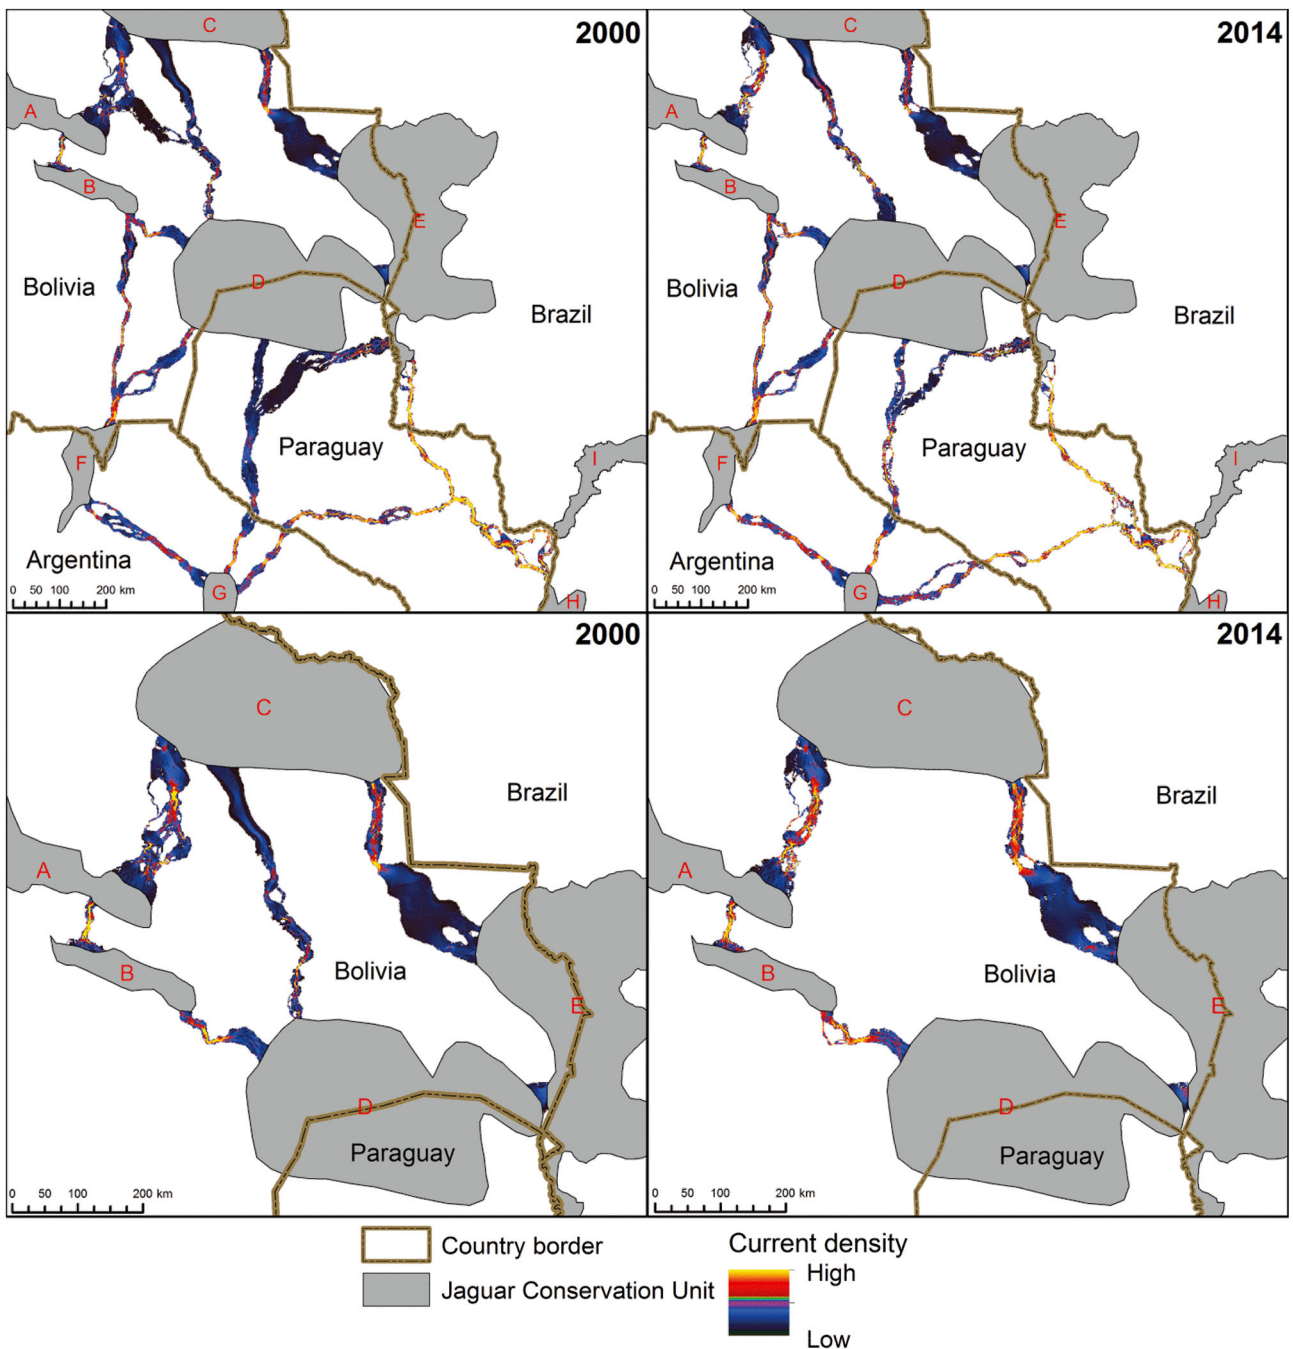 C
2000
A
B
E
Bolivia
D
Brazil
Paraguay
F
I
Argentina
G
H
0 50 100 200 km
C
2014
A
B
E
Bolivia
D
Brazil
Paraguay
F
I
Argentina
G
H
0 50 100 200 km
2000
C
Brazil
A
B
Bolivia
E
D
Paraguay
0 50 100 200 km
2014
C
Brazil
A
B
Bolivia
E
D
Paraguay
0 50 100 200 km
Country border
Jaguar Conservation Unit
Current density
High
Low